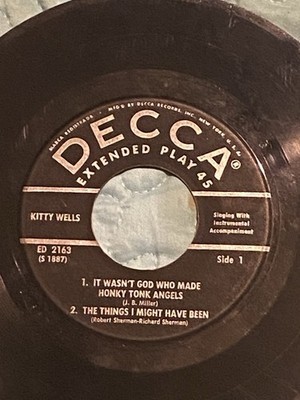 MARCA REGISTRADA • MFG'D BY DECCA RECORDS, INC., NEW YORK, U.S.A.
DECCA®
EXTENDED PLAY 45
KITTY WELLS
Singing With
Instrumental
Accompaniment
ED 2163
(S 1887)
Side 1
1. IT WASN'T GOD WHO MADE
HONKY TONK ANGELS
(J. B. Miller)
2. THE THINGS I MIGHT HAVE BEEN
(Robert Sherman-Richard Sherman)